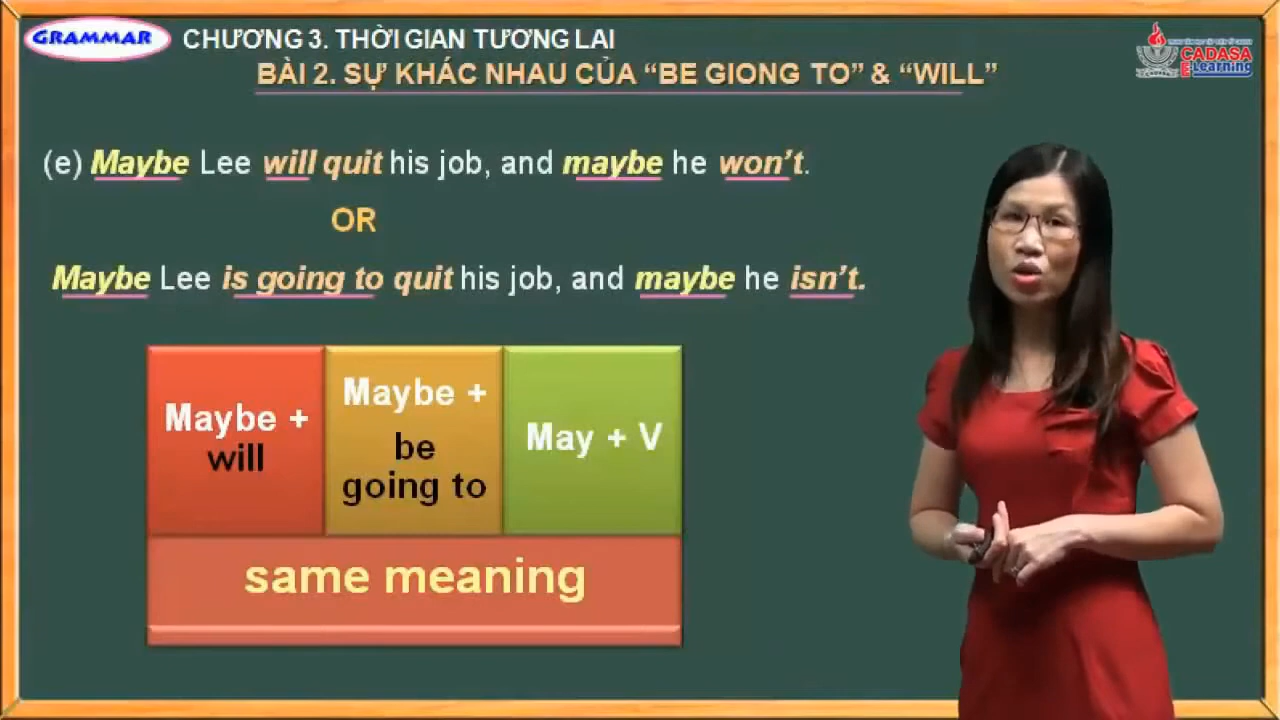 GRAMMAR CHƯƠNG 3. THỜI GIAN TƯƠNG LAI
BÀI 2. SỰ KHÁC NHAU CỦA “BE GIONG TO” & “WILL”
CADASA
E Learning
(e) Maybe Lee will quit his job, and maybe he won’t.
OR
Maybe Lee is going to quit his job, and maybe he isn’t.
Maybe +
will
Maybe +
be
going to
May + V
same meaning